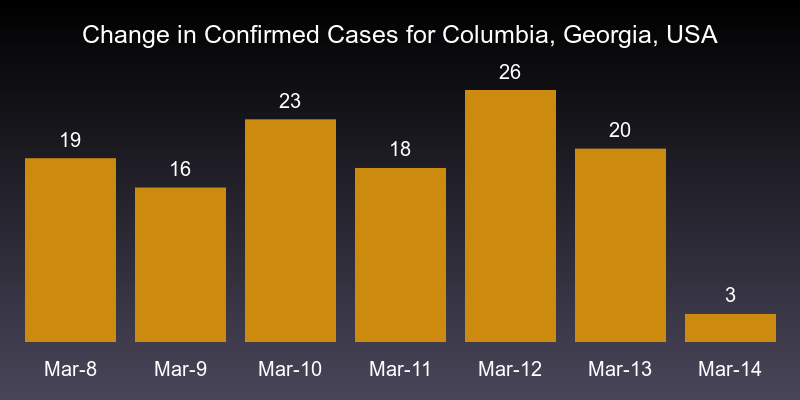 Change in Confirmed Cases for Columbia, Georgia, USA
19
16
23
18
26
20
3
Mar-8
Mar-9
Mar-10
Mar-11
Mar-12
Mar-13
Mar-14